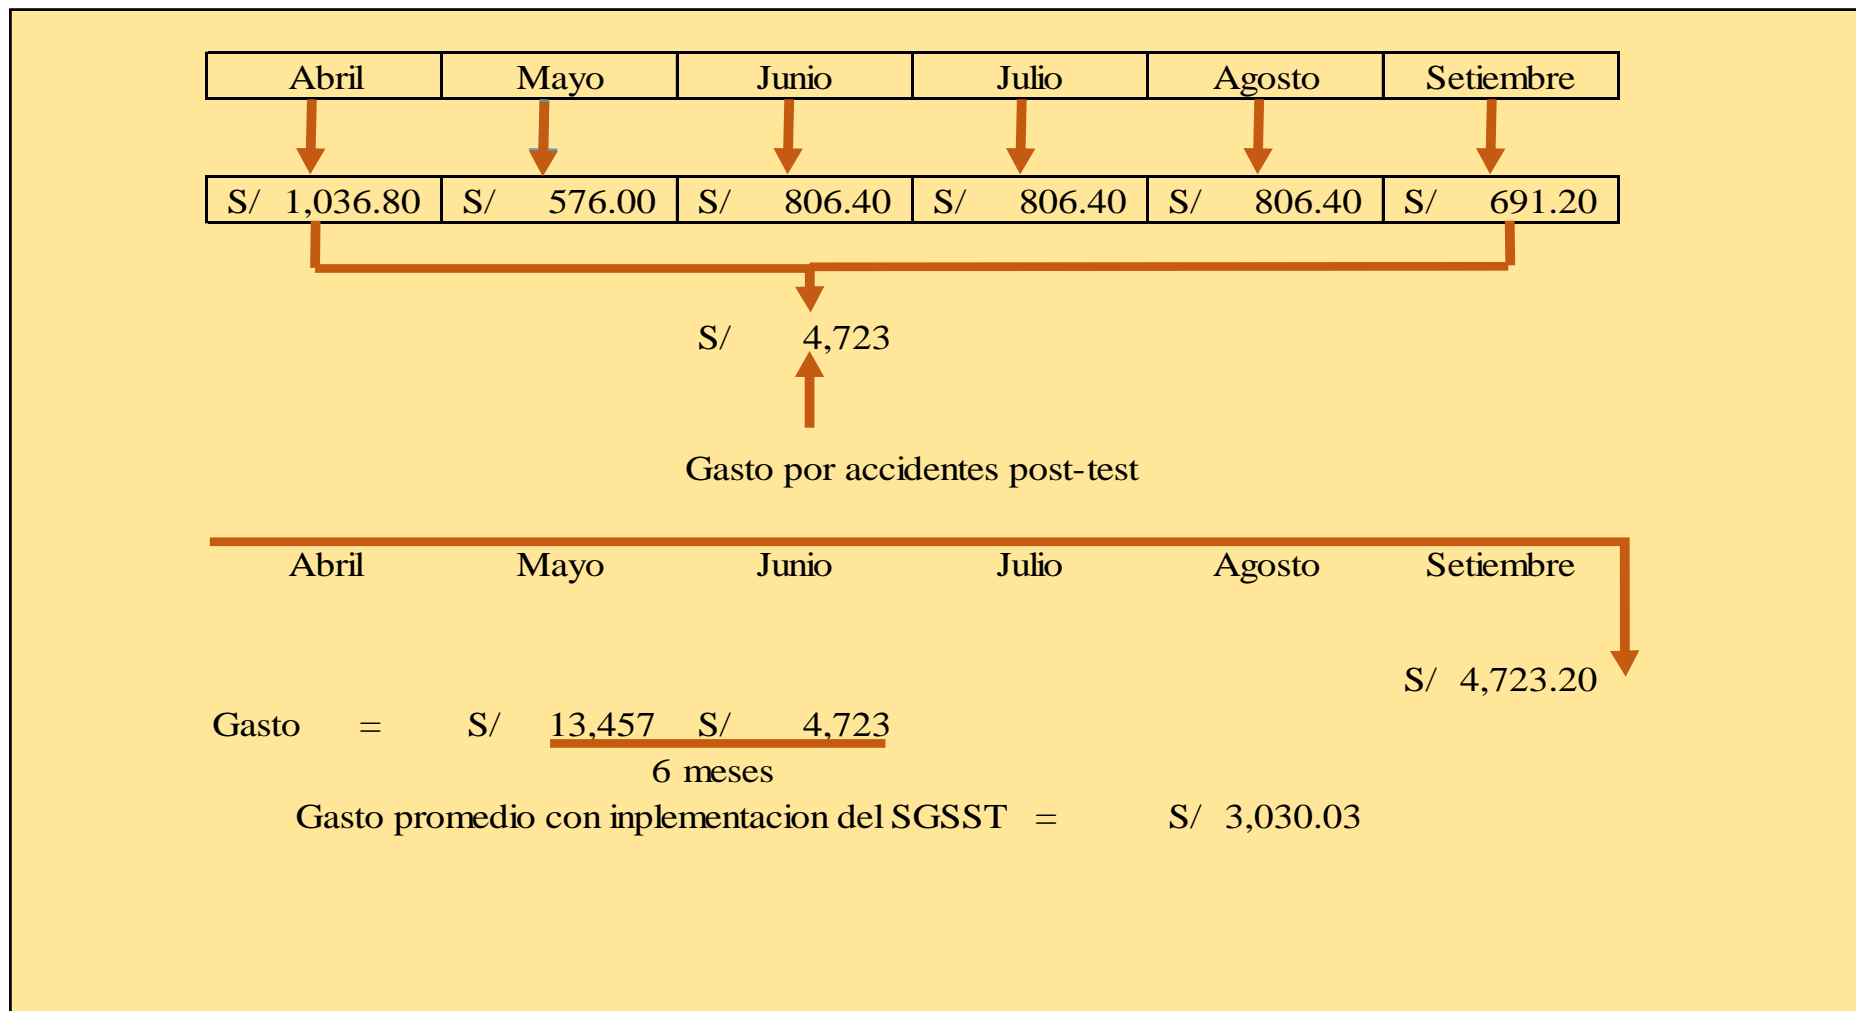 Abril Mayo Junio Julio Agosto Setiembre
S/ 1,036.80 S/ 576.00 S/ 806.40 S/ 806.40 S/ 806.40 S/ 691.20
S/ 4,723
Gasto por accidentes post-test
Abril Mayo Junio Julio Agosto Setiembre
S/ 4,723.20
Gasto = S/ 13,457 S/ 4,723
6 meses
Gasto promedio con inplementacion del SGSST = S/ 3,030.03